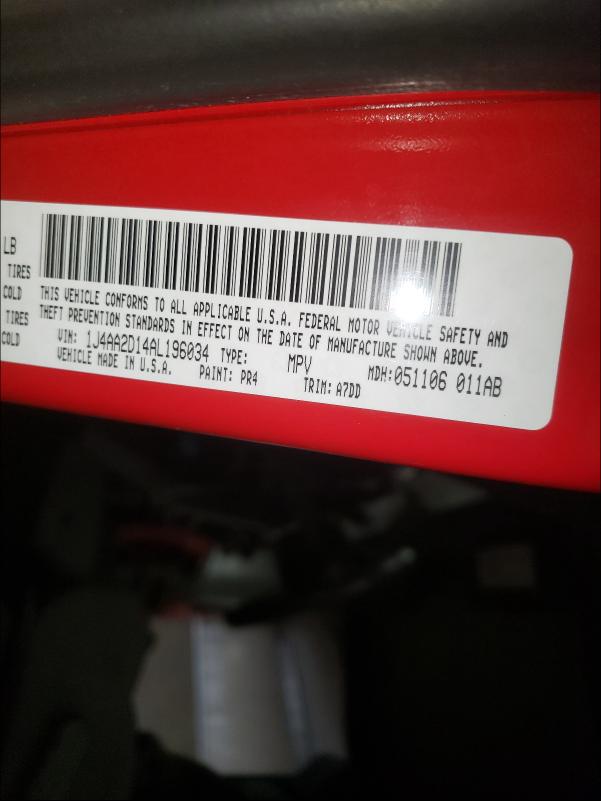 LB
TIRES
COLD
TIRES
COLD
THIS VEHICLE CONFORMS TO ALL APPLICABLE U.S.A. FEDERAL MOTOR VEHICLE SAFETY AND
THEFT PREVENTION STANDARDS IN EFFECT ON THE DATE OF MANUFACTURE SHOWN ABOVE.
VIN: 1J4AA2D14AL196034 TYPE: MPV MDH:051106 011AB
VEHICLE MADE IN U.S.A. PAINT: PR4 TRIM: A7DD